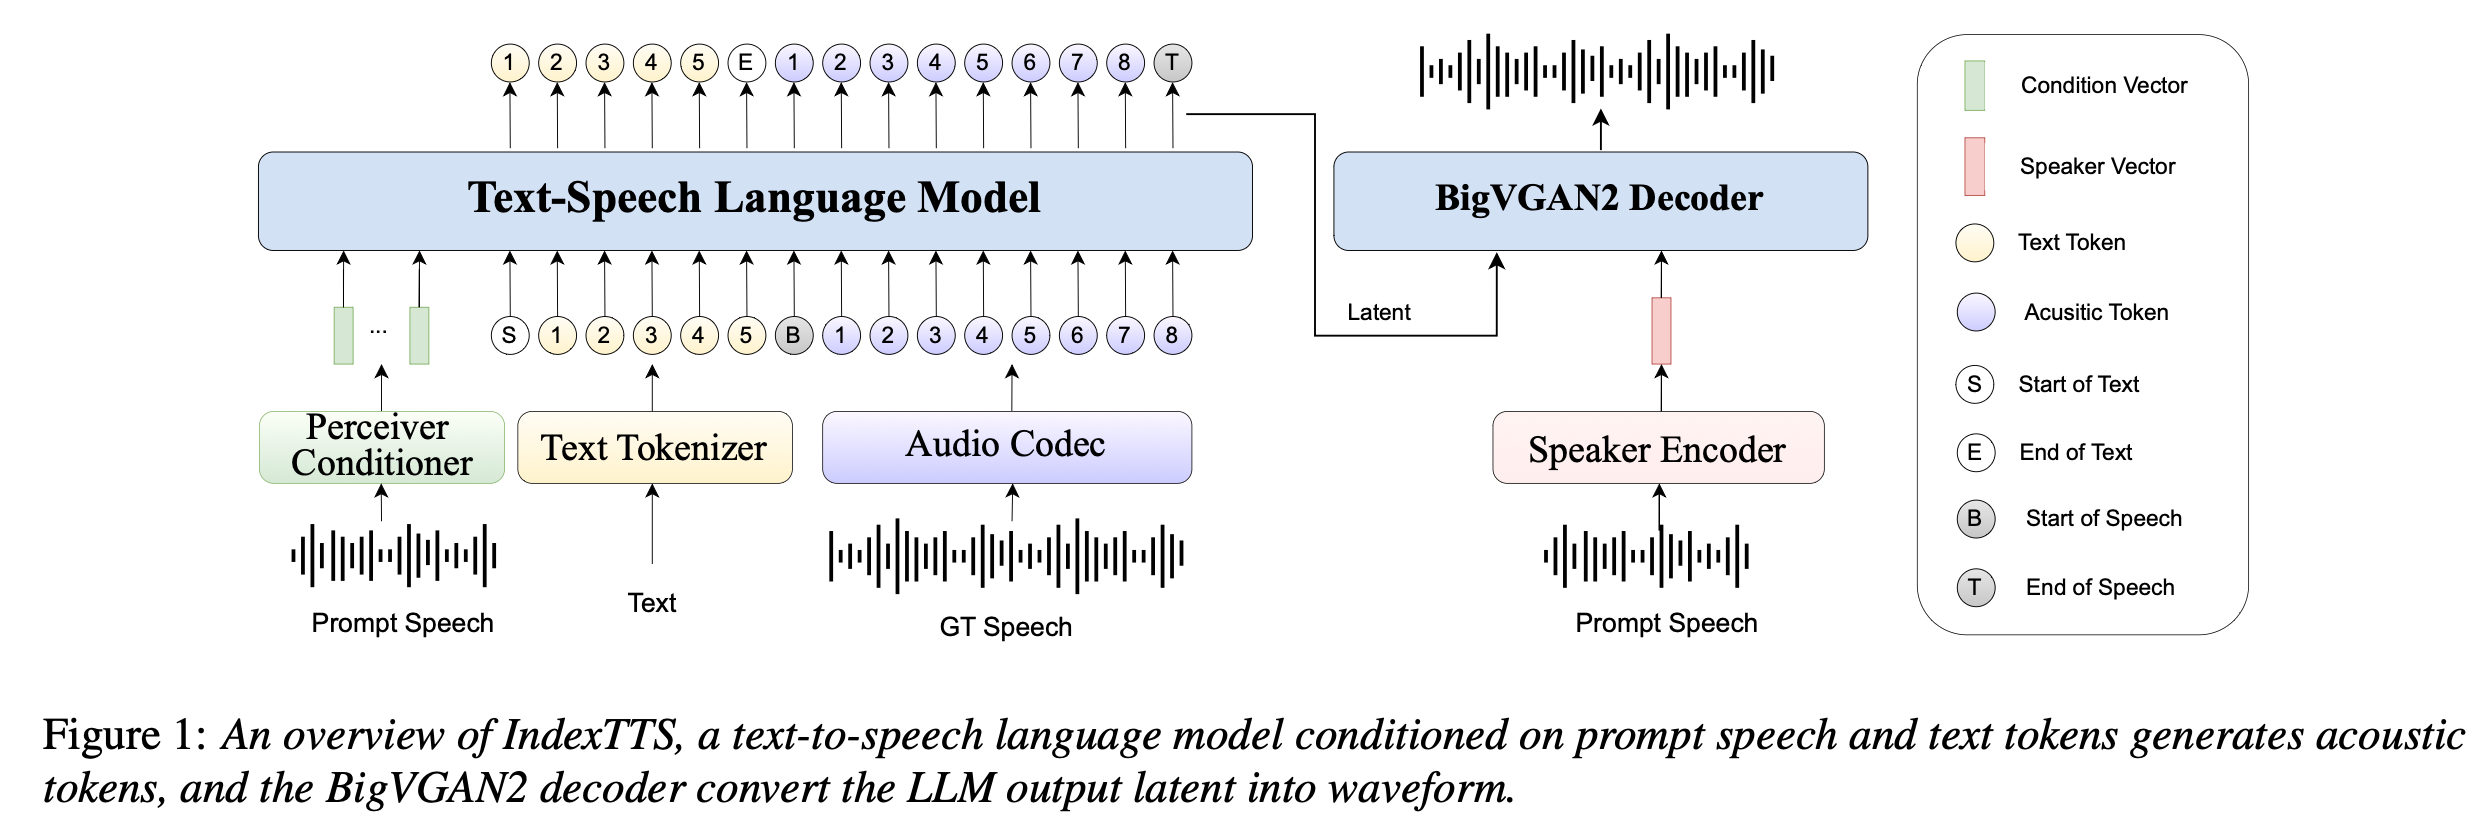 1 2 3 4 5 E 1 2 3 4 5 6 7 8 T
Text-Speech Language Model
BigVGAN2 Decoder
Latent
... S 1 2 3 4 5 B 1 2 3 4 5 6 7 8
Perceiver
Conditioner
Text Tokenizer
Audio Codec
Speaker Encoder
Prompt Speech
Text
GT Speech
Prompt Speech
Condition Vector
Speaker Vector
Text Token
Acusitic Token
S Start of Text
E End of Text
B Start of Speech
T End of Speech
Figure 1: An overview of IndexTTS, a text-to-speech language model conditioned on prompt speech and text tokens generates acoustic
tokens, and the BigVGAN2 decoder convert the LLM output latent into waveform.